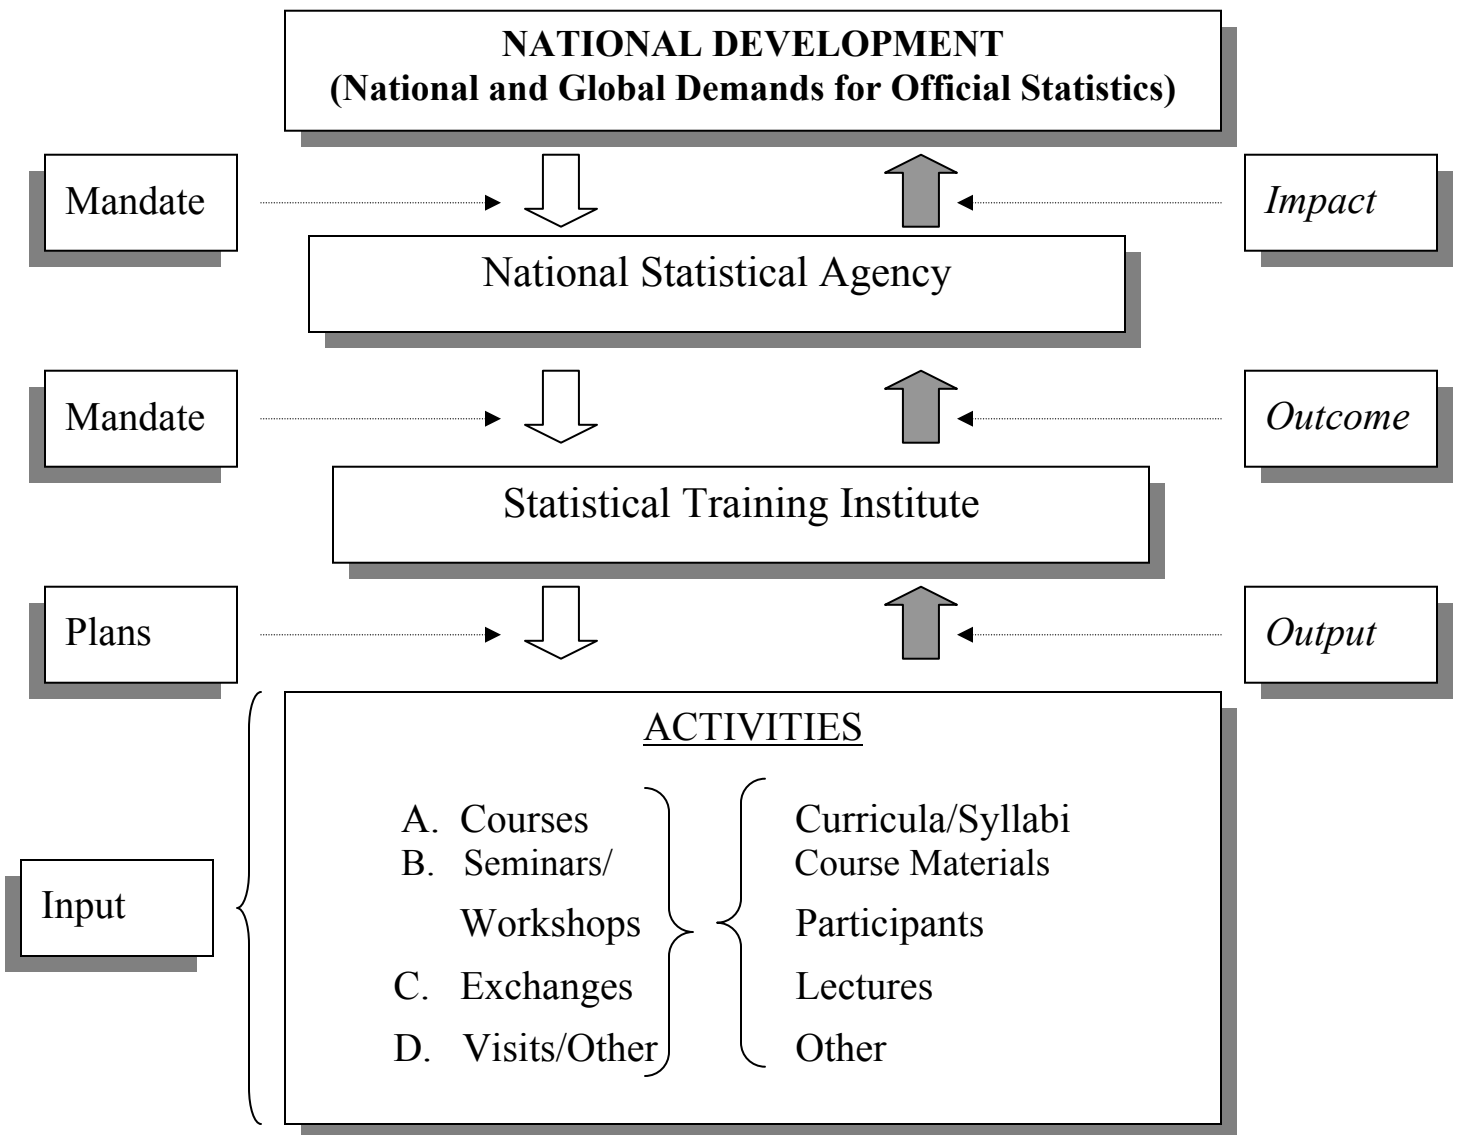 NATIONAL DEVELOPMENT
(National and Global Demands for Official Statistics)
Mandate
Impact
National Statistical Agency
Mandate
Outcome
Statistical Training Institute
Plans
Output
ACTIVITIES
A. Courses
B. Seminars/
Workshops
C. Exchanges
D. Visits/Other
Curricula/Syllabi
Course Materials
Participants
Lectures
Other
Input